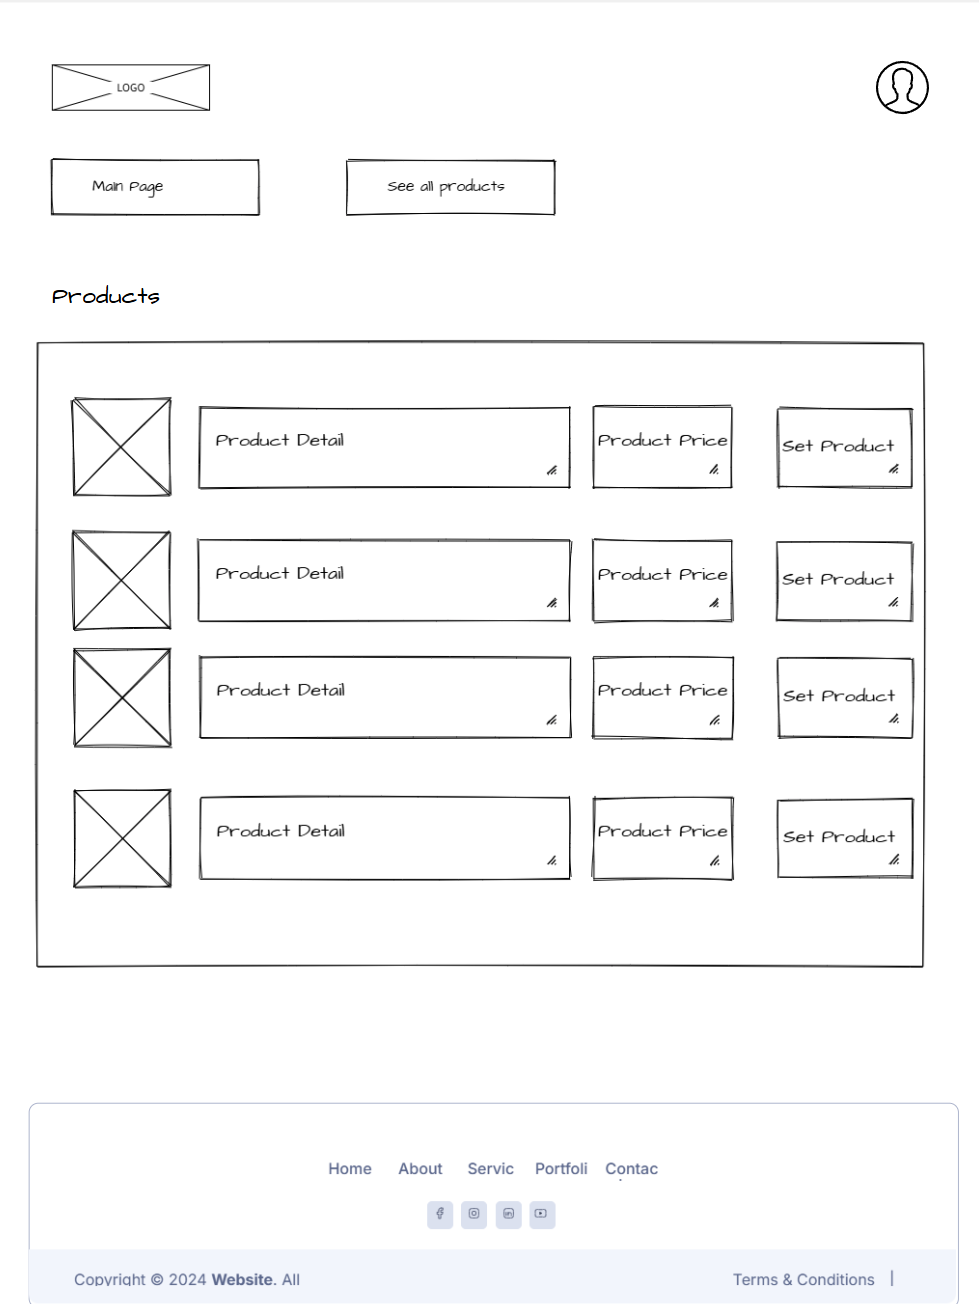 LOGO
Main Page
See all products
Products
Product Detail
Product Price
Set Product
Product Detail
Product Price
Set Product
Product Detail
Product Price
Set Product
Product Detail
Product Price
Set Product
Home About Servic Portfoli Contac
Copyright © 2024 Website. All
Terms & Conditions |